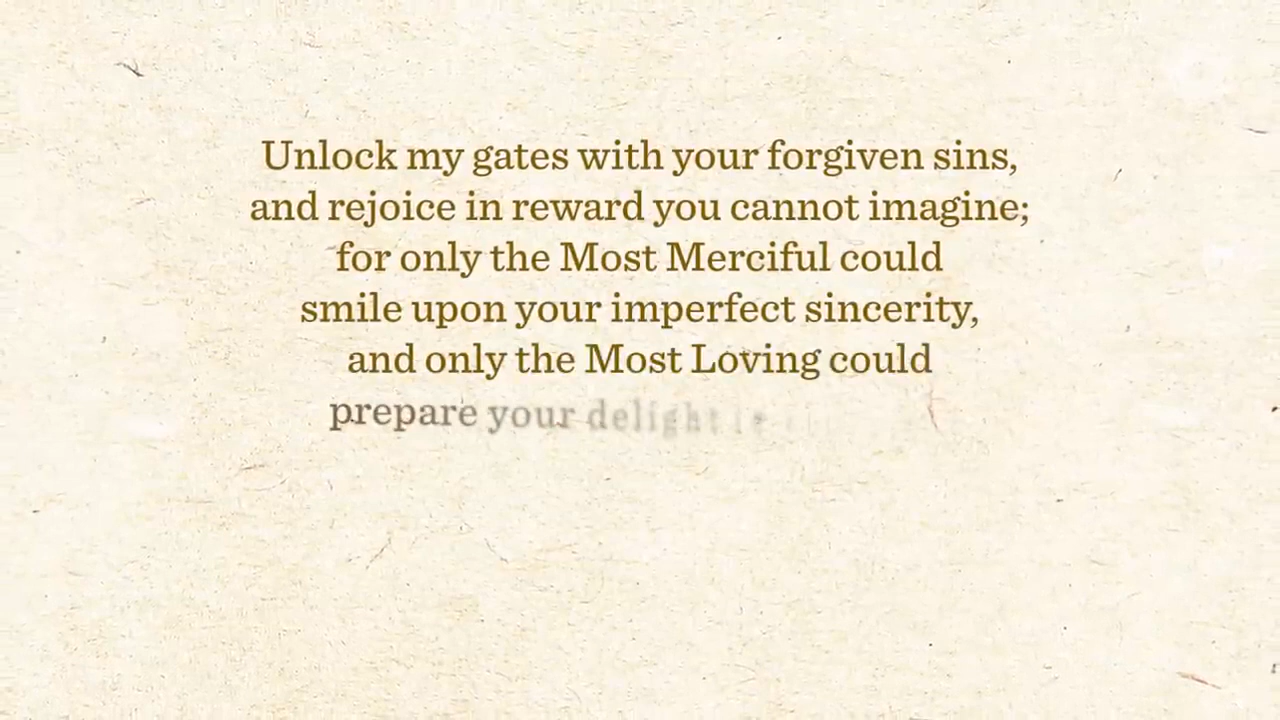 Unlock my gates with your forgiven sins,
and rejoice in reward you cannot imagine;
for only the Most Merciful could
smile upon your imperfect sincerity,
and only the Most Loving could
prepare your delight